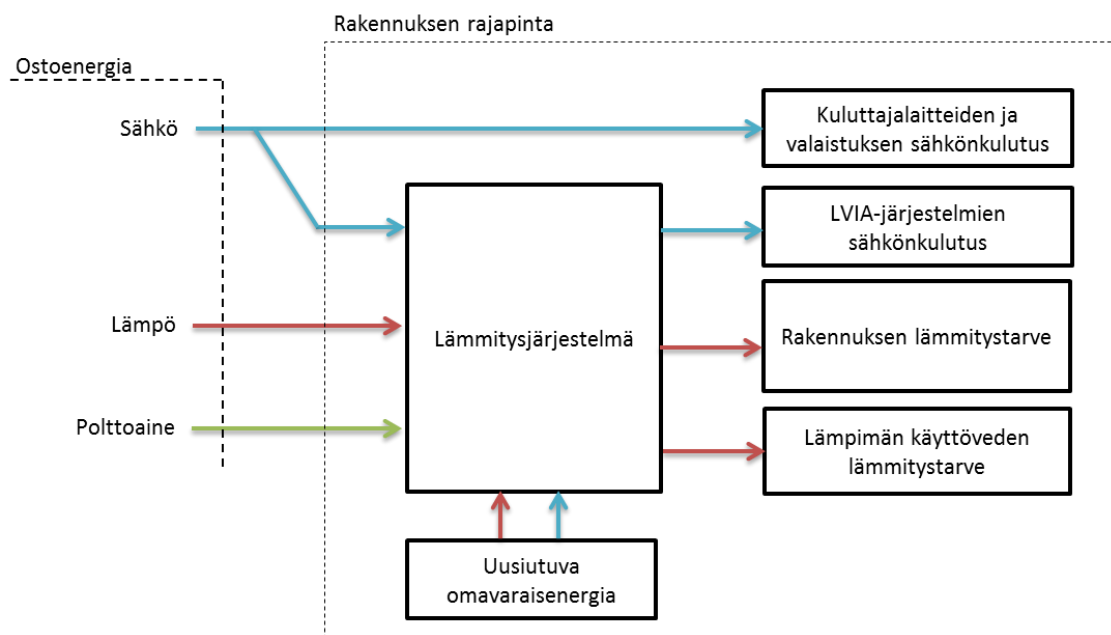 Rakennuksen rajapinta
Ostoenergia
Sähkö
Kuluttajalaitteiden ja
valaistuksen sähkönkulutus
LVIA-järjestelmien
sähkönkulutus
Lämpö
Lämmitysjärjestelmä
Rakennuksen lämmitystarve
Polttoaine
Lämpimän käyttöveden
lämmitystarve
Uusiutuva
omavaraisenergia